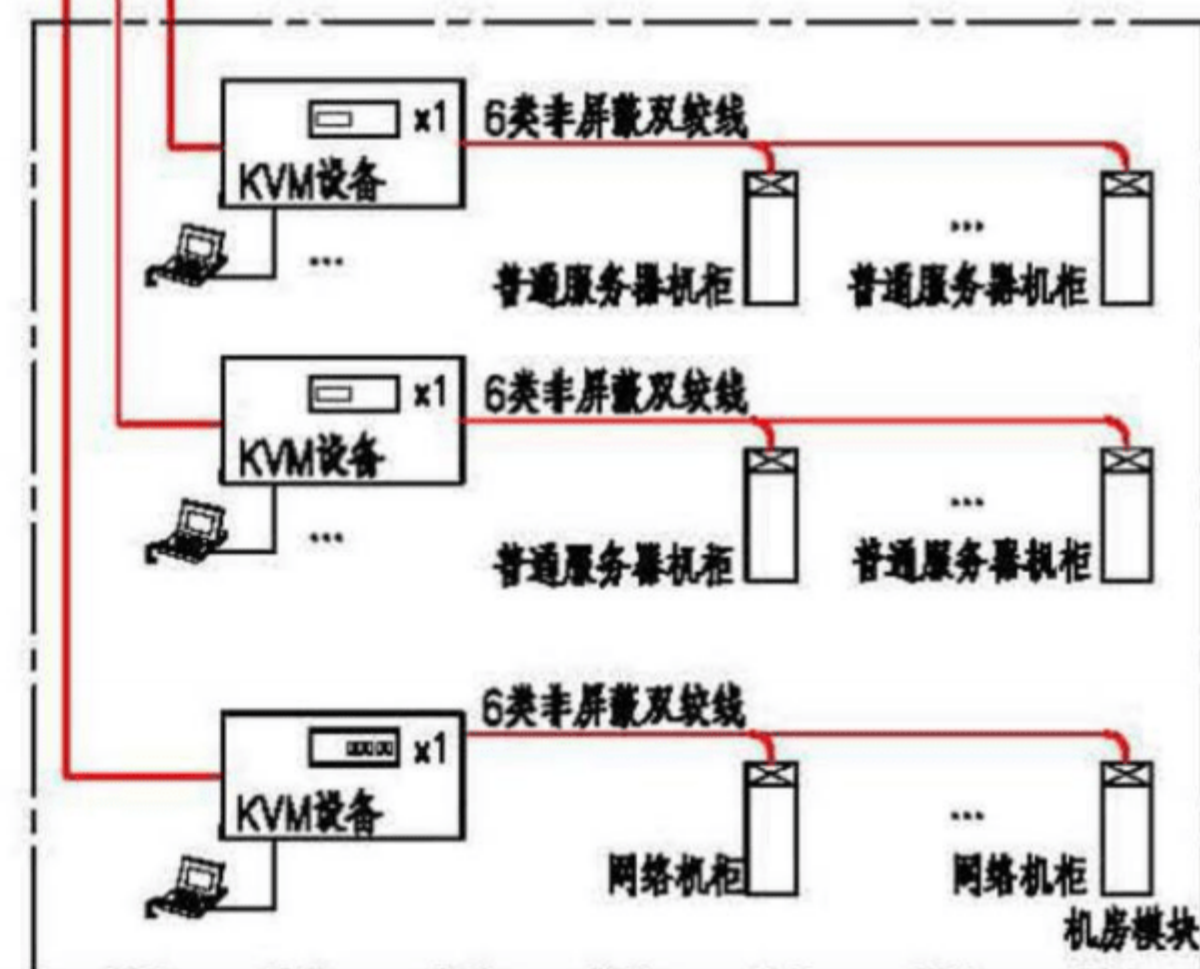 x1 6类非屏蔽双绞线
KVM设备
...
...
普通服务器机柜 普通服务器机柜
x1 6类非屏蔽双绞线
KVM设备
...
...
普通服务器机柜 普通服务器机柜
6类非屏蔽双绞线
x1
KVM设备
...
网络机柜 网络机柜
机房模块